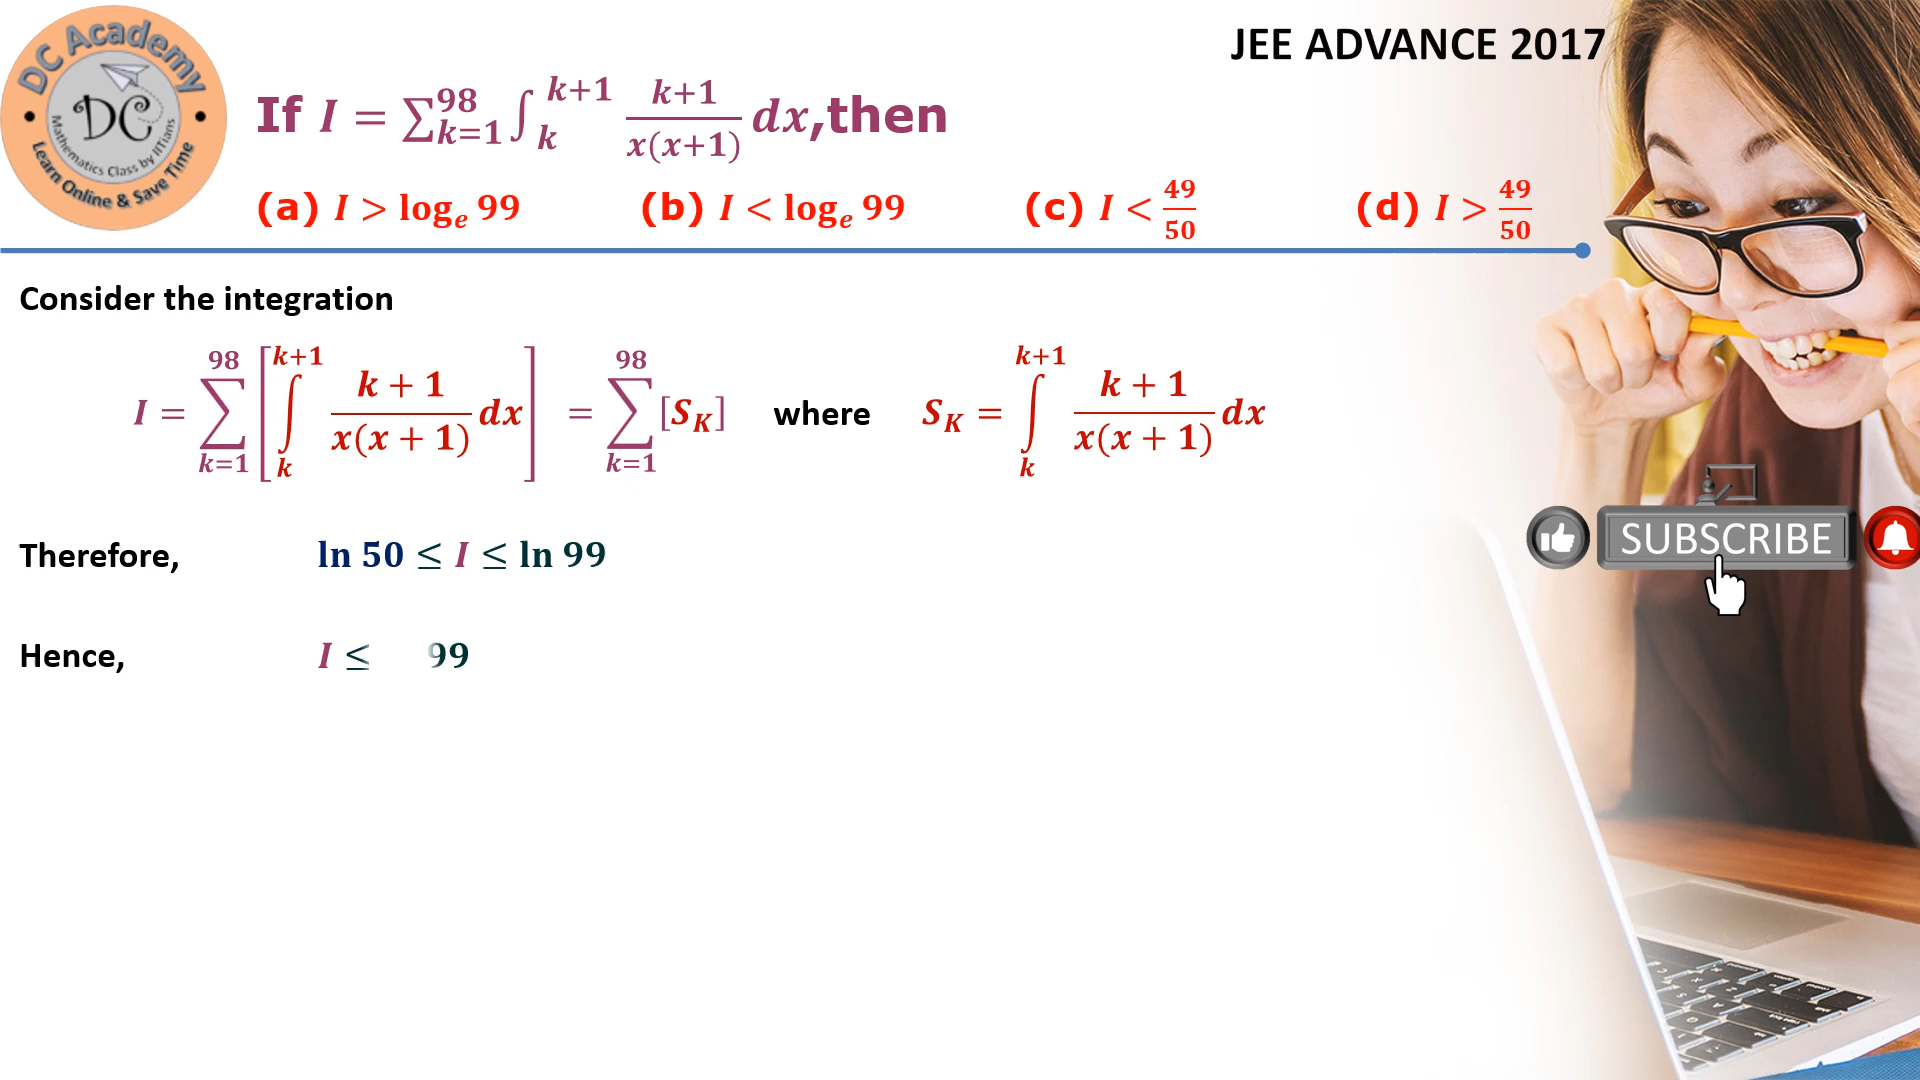 DC Academy
DC
Mathematics Class by IITians
Learn Online & Save Time
JEE ADVANCE 2017
If I = ∑_{k=1}^{98} ∫_k^{k+1} (k+1)/(x(x+1)) dx,then
(a) I > log_e 99 (b) I < log_e 99 (c) I < 49/50 (d) I > 49/50
Consider the integration
I = ∑_{k=1}^{98} [∫_k^{k+1} (k + 1)/(x(x + 1)) dx] = ∑_{k=1}^{98} [S_K] where S_K = ∫_k^{k+1} (k + 1)/(x(x + 1)) dx
SUBSCRIBE
Therefore, ln 50 ≤ I ≤ ln 99
Hence, I ≤ 99